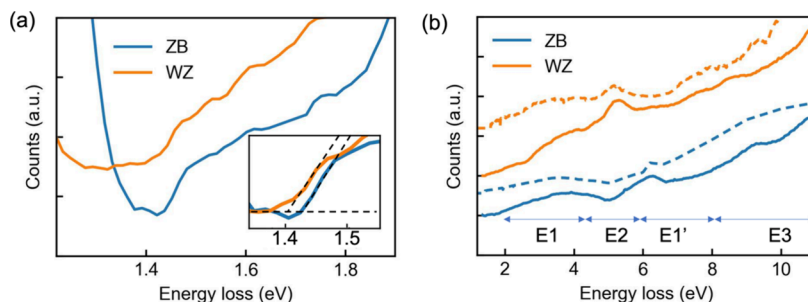 (a)
ZB
WZ
Counts (a.u.)
1.4 1.5
1.4 1.6 1.8
Energy loss (eV)
(b)
ZB
WZ
Counts (a.u.)
E1 E2 E1’ E3
2 4 6 8 10
Energy loss (eV)